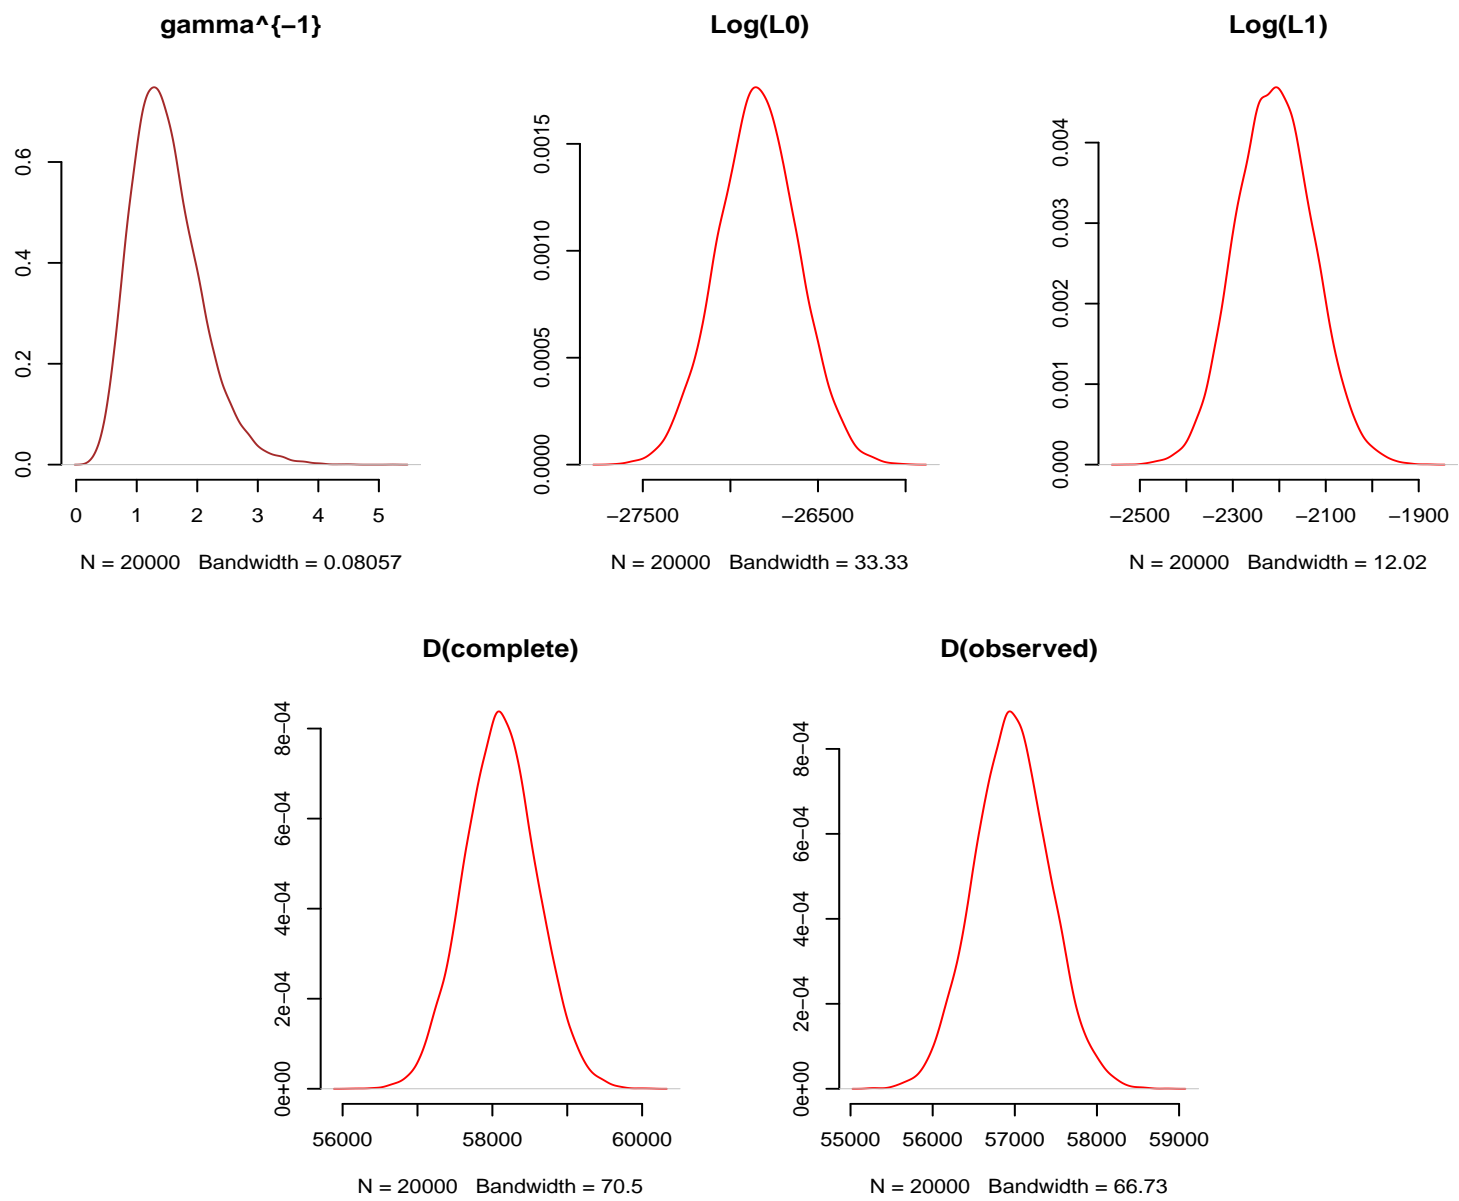 gamma^{−1}
0.0 0.2 0.4 0.6
0 1 2 3 4 5
N = 20000 Bandwidth = 0.08057
Log(L0)
0.0000 0.0005 0.0010 0.0015
−27500 −26500
N = 20000 Bandwidth = 33.33
Log(L1)
0.000 0.001 0.002 0.003 0.004
−2500 −2300 −2100 −1900
N = 20000 Bandwidth = 12.02
D(complete)
0e+00 2e−04 4e−04 6e−04 8e−04
56000 58000 60000
N = 20000 Bandwidth = 70.5
D(observed)
0e+00 2e−04 4e−04 6e−04 8e−04
55000 56000 57000 58000 59000
N = 20000 Bandwidth = 66.73